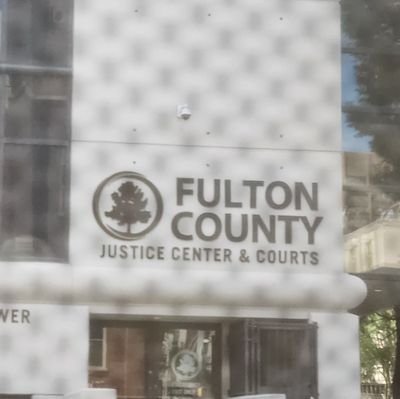 FULTON
COUNTY
JUSTICE CENTER & COURTS
WER